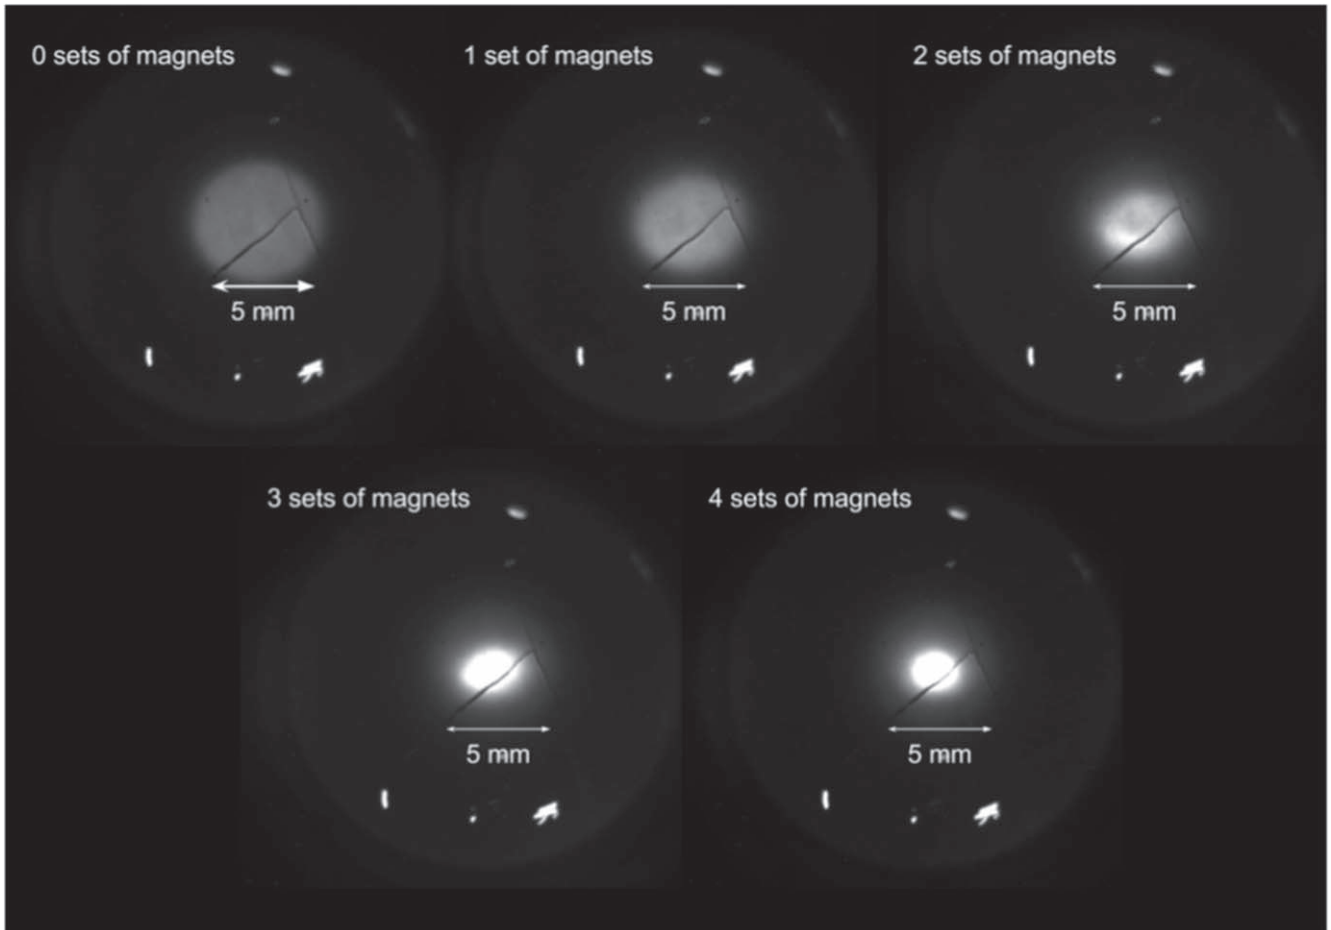 0 sets of magnets
1 set of magnets
2 sets of magnets
5 mm
5 mm
5 mm
3 sets of magnets
4 sets of magnets
5 mm
5 mm